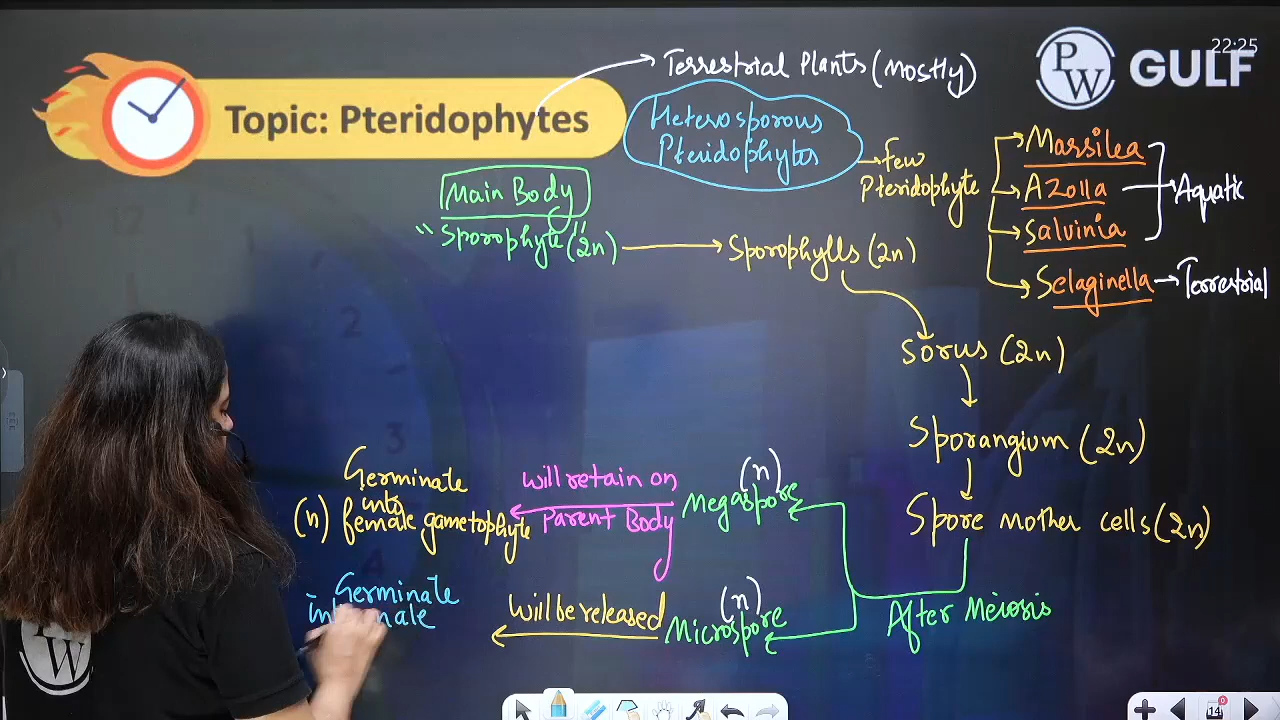 22:25
PW GULF
Topic: Pteridophytes
Terrestrial Plants (mostly)
Heterosporous
Pteridophytes
few
Pteridophyte
Marsilea
Azolla
Salvinia
Aquatic
Selaginella
Terrestrial
Main Body
"Sporophyte" (2n)
Sporophylls (2n)
Sorus (2n)
Sporangium (2n)
Spore mother cells (2n)
After Meiosis
(n)
Megaspore
will retain on
Parent Body
Germinate
into
(n) female gametophyte
(n)
Microspore
will be released
Germinate
male
PW
14